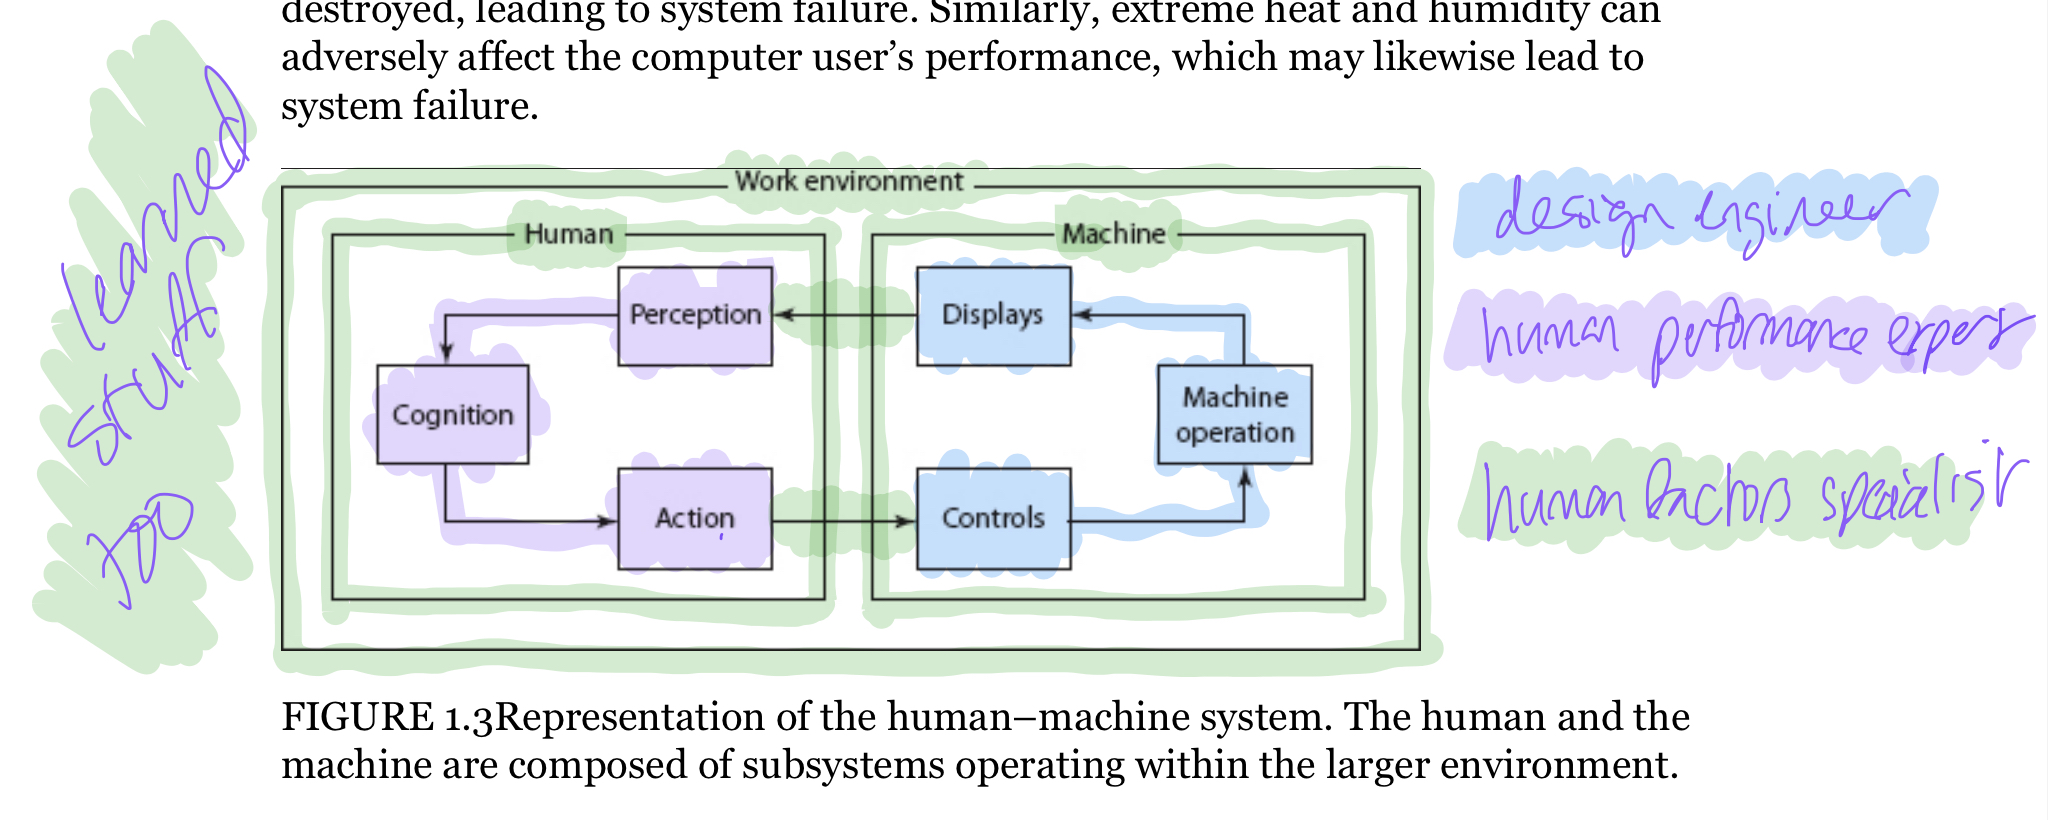 destroyed, leading to system failure. Similarly, extreme heat and humidity can
adversely affect the computer user’s performance, which may likewise lead to
system failure.
Work environment
Human
Machine
Perception
Displays
Cognition
Machine
operation
Action
Controls
design engineer
human performance expert
human factors specialist
learned
stuff
too
FIGURE 1.3Representation of the human–machine system. The human and the
machine are composed of subsystems operating within the larger environment.